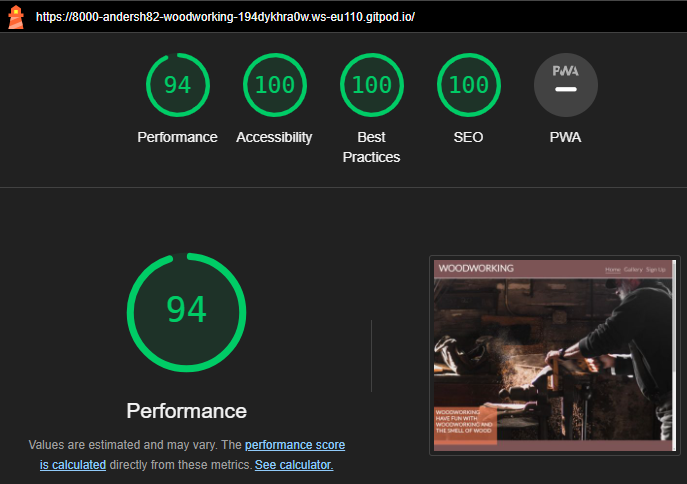 https://8000-andersh82-woodworking-194dykhra0w.ws-eu110.gitpod.io/
94
100
100
100
PWA
Performance
Accessibility
Best
Practices
SEO
PWA
94
Performance
Values are estimated and may vary. The performance score
is calculated directly from these metrics. See calculator.
WOODWORKING
Home Gallery Sign Up
WOODWORKING
HAVE FUN WITH
WOODWORKING AND
THE SMELL OF WOOD